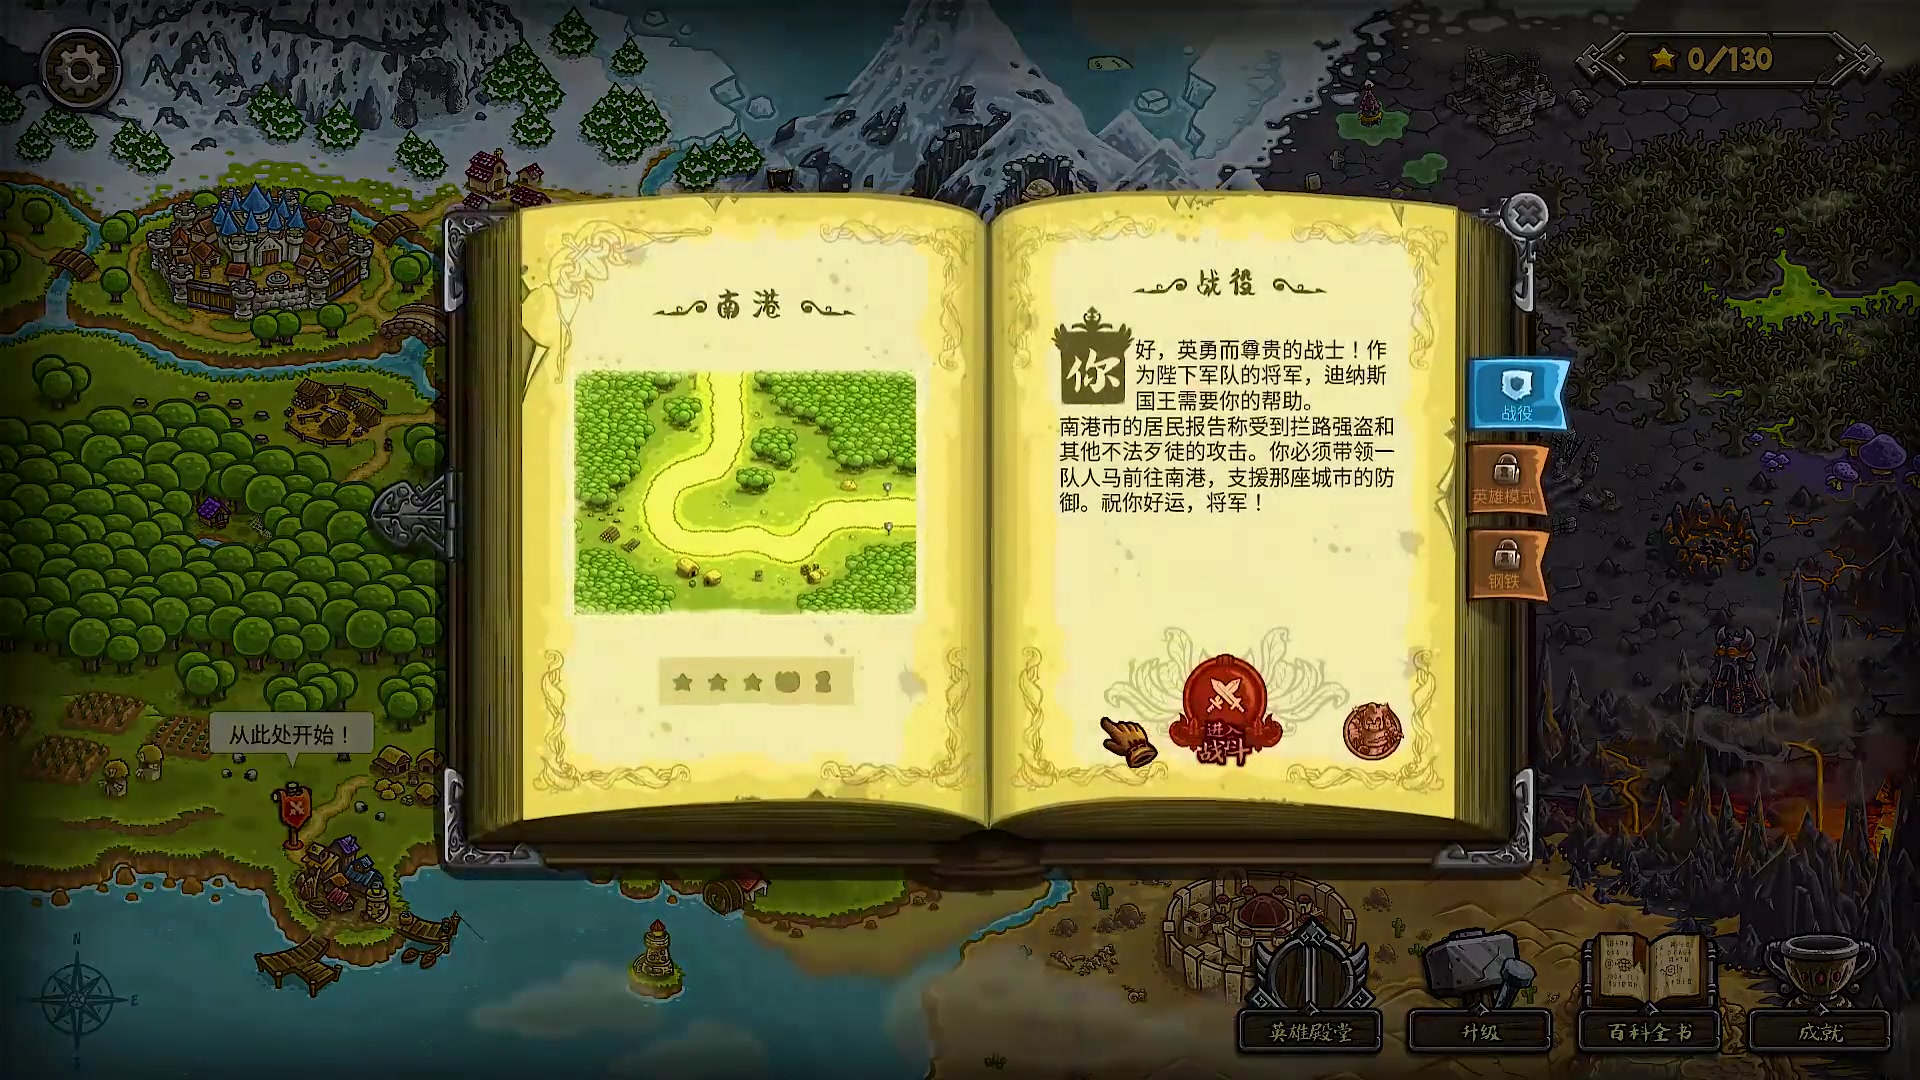 0/130
南港
战役
你
好，英勇而尊贵的战士！作
为陛下军队的将军，迪纳斯
国王需要你的帮助。
南港市的居民报告称受到拦路强盗和
其他不法歹徒的攻击。你必须带领一
队人马前往南港，支援那座城市的防
御。祝你好运，将军！
战役
英雄模式
钢铁
进入
战斗
从此处开始！
N
E
S
英雄殿堂
升级
百科全书
成就